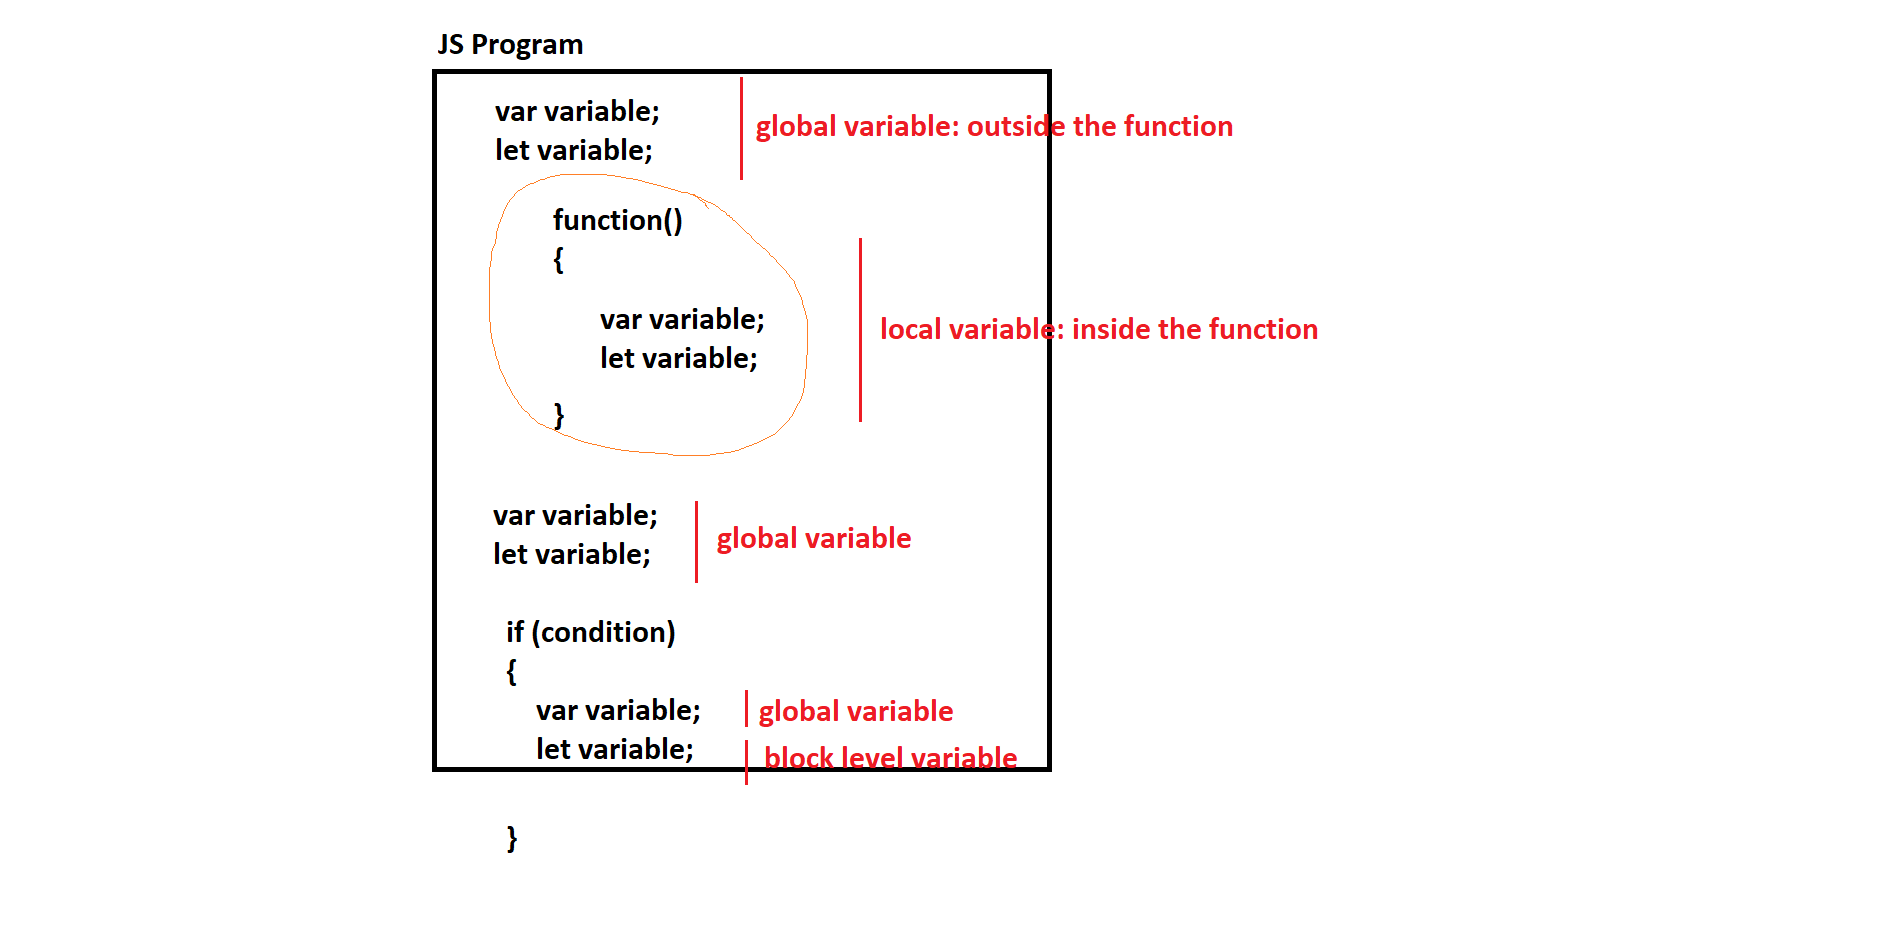 JS Program
var variable;
let variable;
global variable: outside the function
function()
{
var variable;
let variable;
local variable: inside the function
}
var variable;
let variable;
global variable
if (condition)
{
var variable;
global variable
let variable;
block level variable
}